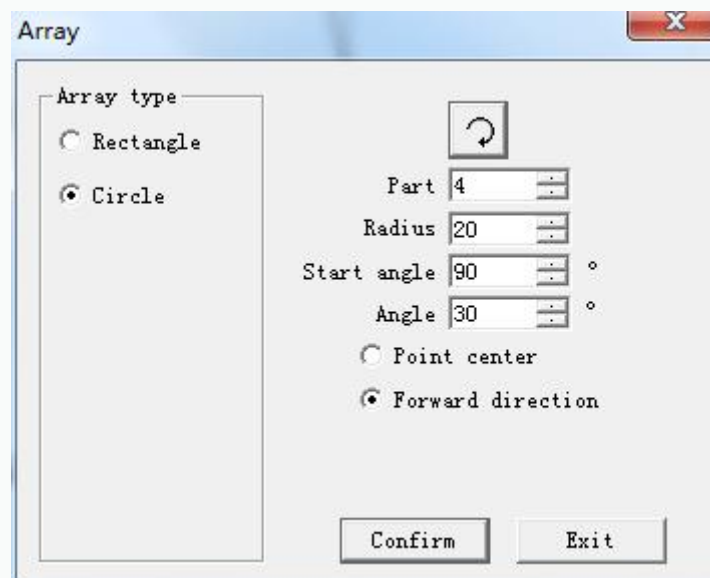 Array
Array type
Rectangle
Circle
Part 4
Radius 20
Start angle 90 °
Angle 30 °
Point center
Forward direction
Confirm
Exit